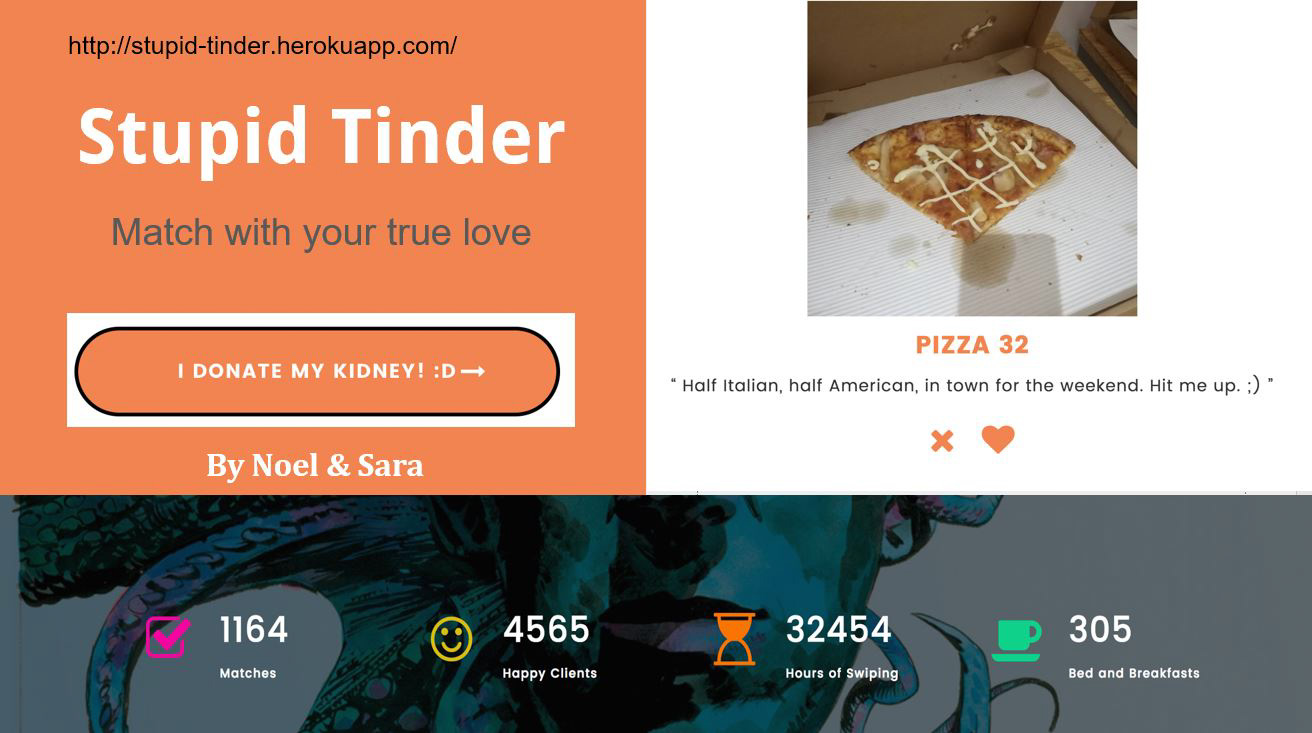 http://stupid-tinder.herokuapp.com/
Stupid Tinder
Match with your true love
I DONATE MY KIDNEY! :D→
By Noel & Sara
PIZZA 32
“ Half Italian, half American, in town for the weekend. Hit me up. ;) ”
1164
Matches
4565
Happy Clients
32454
Hours of Swiping
305
Bed and Breakfasts